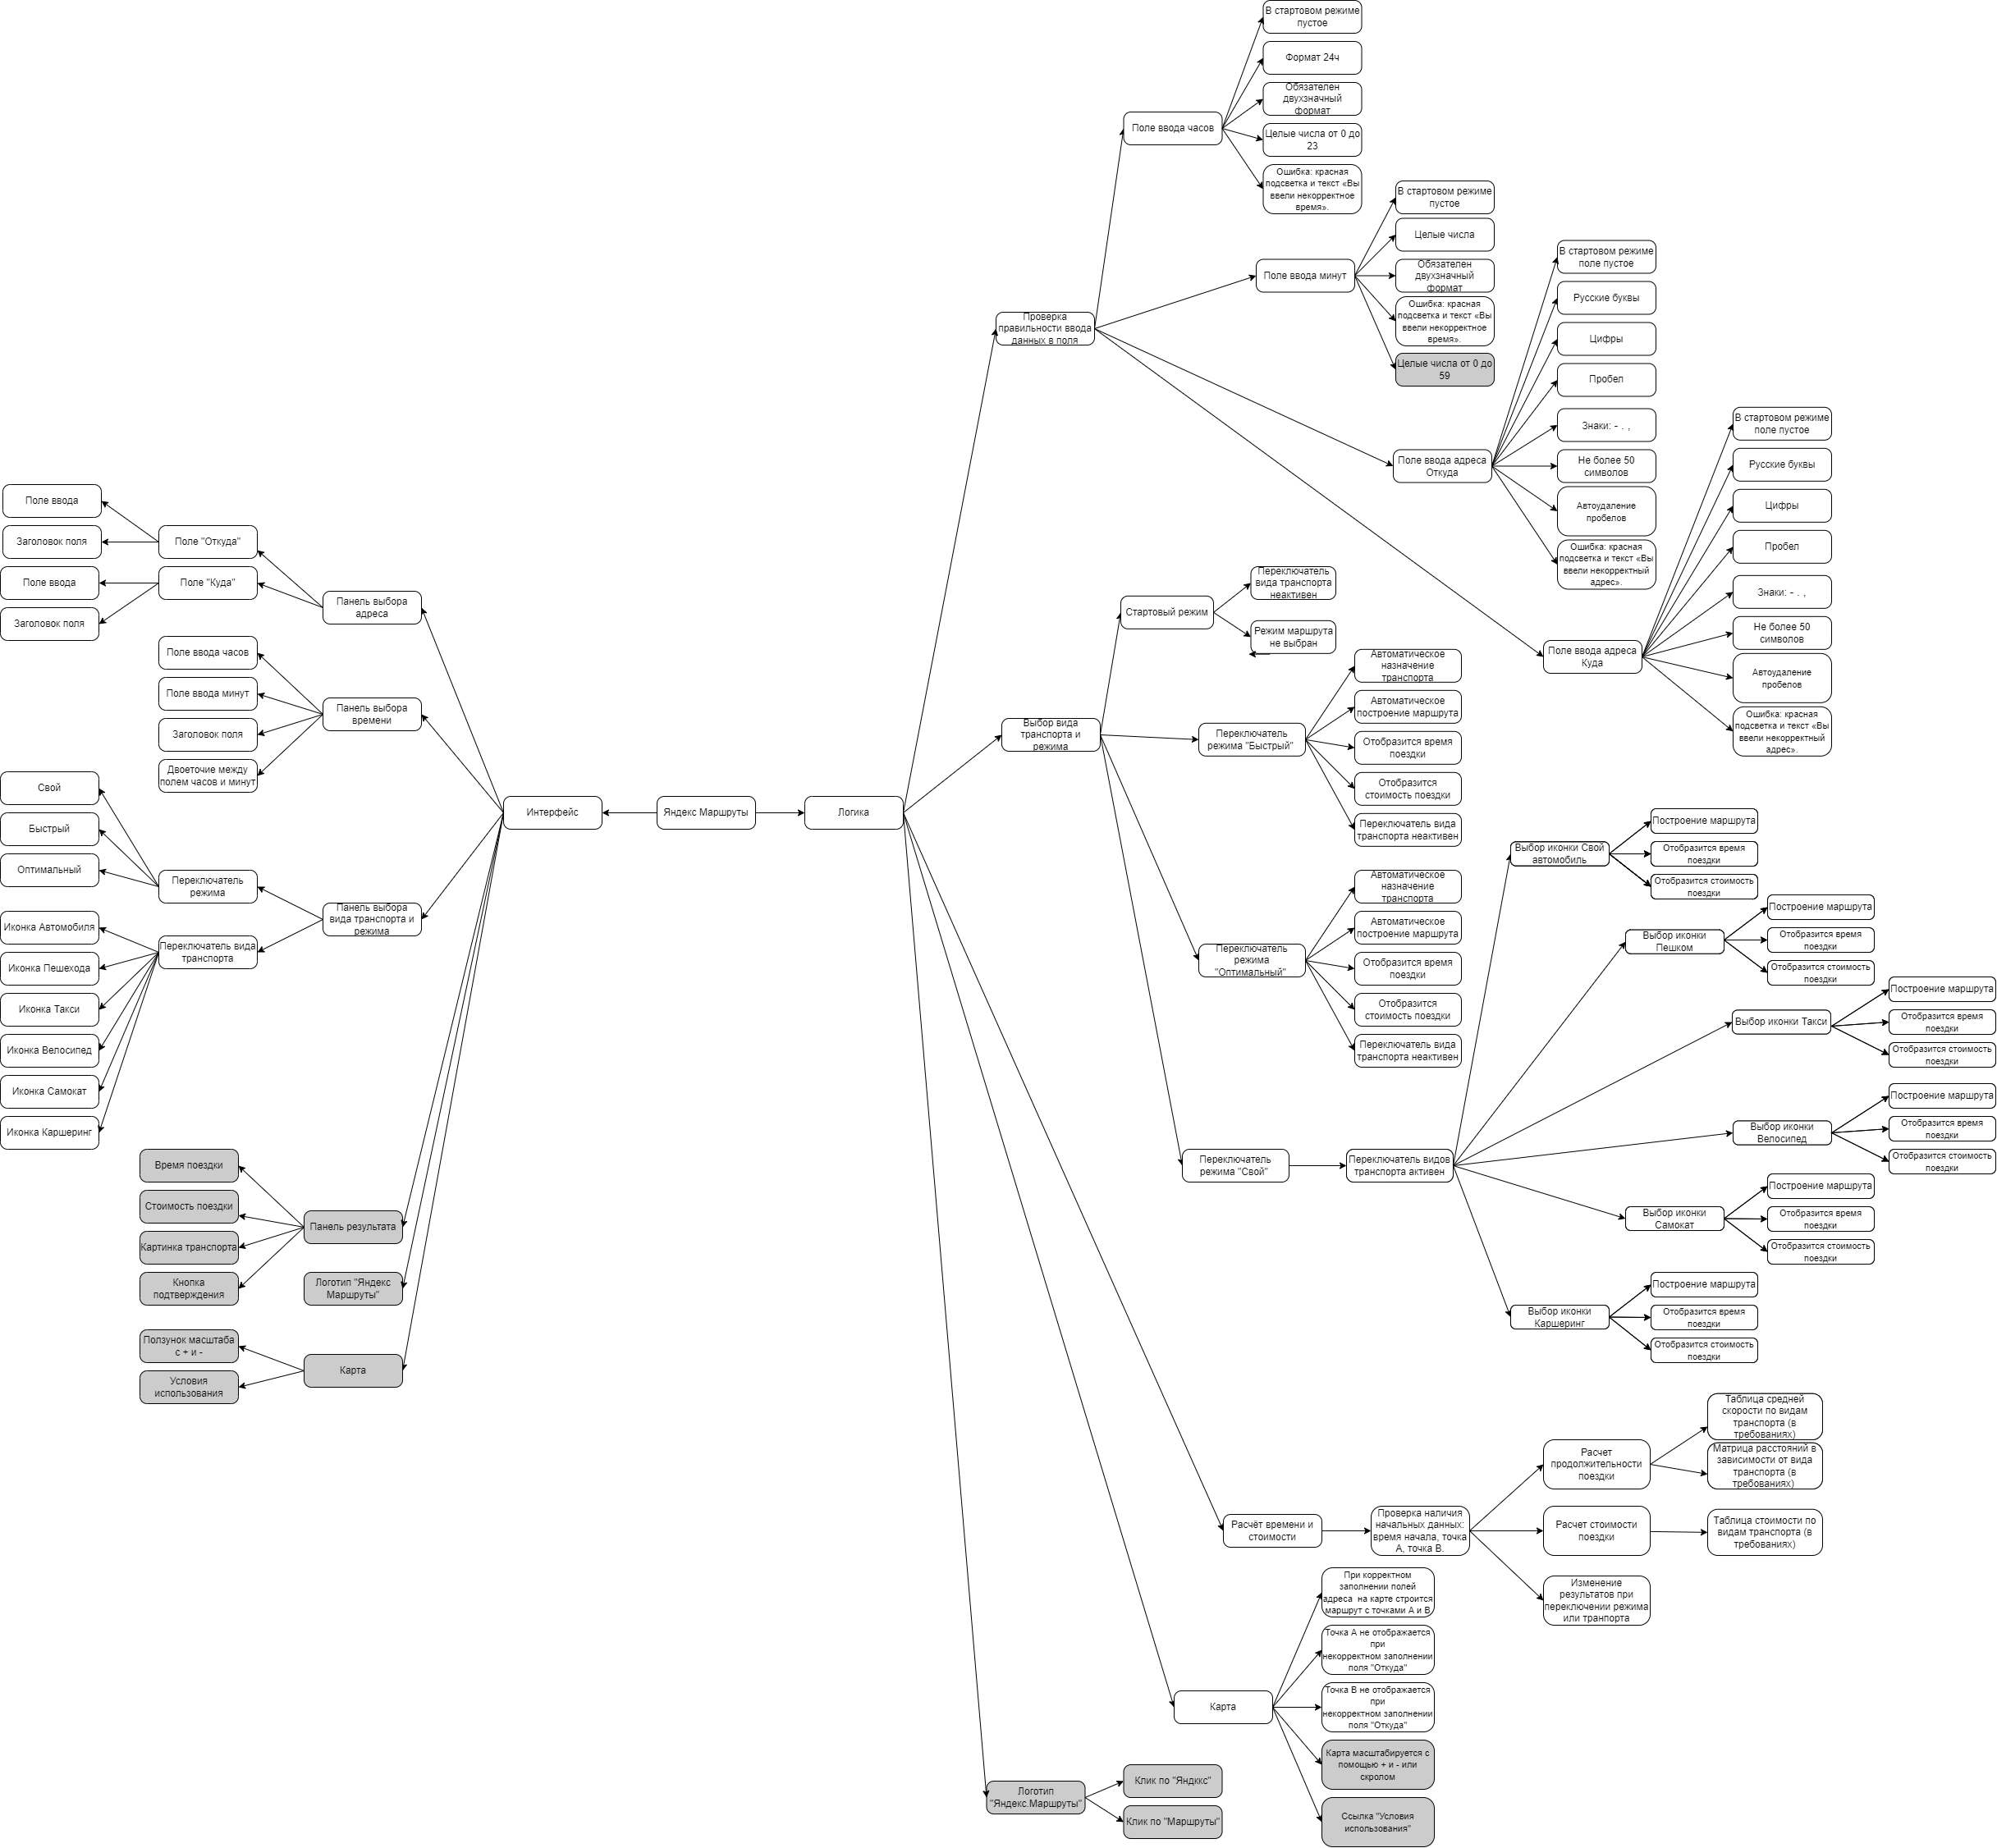 Яндекс Маршруты
Интерфейс
Панель выбора
адреса
Поле "Откуда"
Поле ввода
Заголовок поля
Поле "Куда"
Поле ввода
Заголовок поля
Панель выбора
времени
Поле ввода часов
Поле ввода минут
Заголовок поля
Двоеточие между
полем часов и минут
Панель выбора
вида транспорта и
режима
Переключатель
режима
Свой
Быстрый
Оптимальный
Переключатель вида
транспорта
Иконка Автомобиля
Иконка Пешехода
Иконка Такси
Иконка Велосипед
Иконка Самокат
Иконка Каршеринг
Панель результата
Время поездки
Стоимость поездки
Картинка транспорта
Кнопка
подтверждения
Логотип "Яндекс
Маршруты"
Карта
Ползунок масштаба
с + и -
Условия
использования
Логика
Проверка
правильности ввода
данных в поля
Поле ввода часов
В стартовом режиме
пустое
Формат 24ч
Обязателен
двухзначный
формат
Целые числа от 0 до
23
Ошибка: красная
подсветка и текст «Вы
ввели некорректное
время».
Поле ввода минут
В стартовом режиме
пустое
Целые числа
Обязателен
двухзначный
формат
Ошибка: красная
подсветка и текст «Вы
ввели некорректное
время».
Целые числа от 0 до
59
Поле ввода адреса
Откуда
В стартовом режиме
поле пустое
Русские буквы
Цифры
Пробел
Знаки: - . ,
Не более 50
символов
Автоудаление
пробелов
Ошибка: красная
подсветка и текст «Вы
ввели некорректный
адрес».
Поле ввода адреса
Куда
В стартовом режиме
поле пустое
Русские буквы
Цифры
Пробел
Знаки: - . ,
Не более 50
символов
Автоудаление
пробелов
Ошибка: красная
подсветка и текст «Вы
ввели некорректный
адрес».
Выбор вида
транспорта и
режима
Стартовый режим
Переключатель
вида транспорта
неактивен
Режим маршрута
не выбран
Переключатель
режима "Быстрый"
Автоматическое
назначение
транспорта
Автоматическое
построение маршрута
Отобразится время
поездки
Отобразится
стоимость поездки
Переключатель вида
транспорта неактивен
Переключатель
режима
"Оптимальный"
Автоматическое
назначение
транспорта
Автоматическое
построение маршрута
Отобразится время
поездки
Отобразится
стоимость поездки
Переключатель вида
транспорта неактивен
Переключатель
режима "Свой"
Переключатель видов
транспорта активен
Выбор иконки Свой
автомобиль
Построение маршрута
Отобразится время
поездки
Отобразится стоимость
поездки
Выбор иконки
Пешком
Построение маршрута
Отобразится время
поездки
Отобразится стоимость
поездки
Выбор иконки Такси
Построение маршрута
Отобразится время
поездки
Отобразится стоимость
поездки
Выбор иконки
Велосипед
Построение маршрута
Отобразится время
поездки
Отобразится стоимость
поездки
Выбор иконки
Самокат
Построение маршрута
Отобразится время
поездки
Отобразится стоимость
поездки
Выбор иконки
Каршеринг
Построение маршрута
Отобразится время
поездки
Отобразится стоимость
поездки
Расчёт времени и
стоимости
Проверка наличия
начальных данных:
время начала, точка
А, точка В.
Расчет
продолжительности
поездки
Таблица средней
скорости по видам
транспорта (в
требованиях)
Матрица расстояний в
зависимости от вида
транспорта (в
требованиях)
Расчет стоимости
поездки
Таблица стоимости по
видам транспорта (в
требованиях)
Изменение
результатов при
переключении режима
или транпорта
Карта
При корректном
заполнении полей
адреса на карте строится
маршрут с точками А и В
Точка А не отображается
при
некорректном заполнении
поля "Откуда"
Точка В не отображается
при
некорректном заполнении
поля "Откуда"
Карта масштабируется с
помощью + и - или
скролом
Ссылка "Условия
использования"
Логотип
"Яндекс.Маршруты"
Клик по "Яндккс"
Клик по "Маршруты"